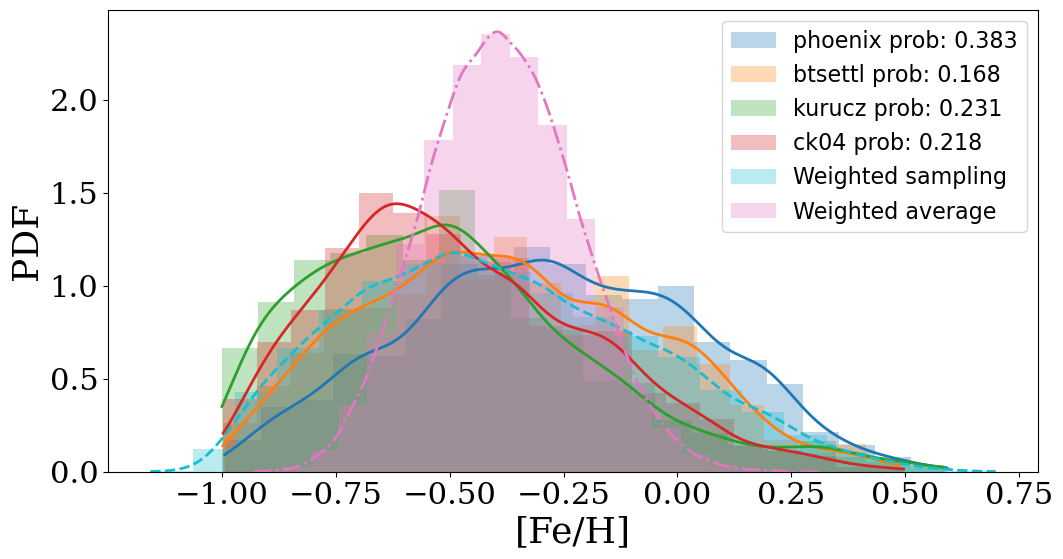 phoenix prob: 0.383
btsettl prob: 0.168
kurucz prob: 0.231
ck04 prob: 0.218
Weighted sampling
Weighted average
PDF
2.0
1.5
1.0
0.5
0.0
−1.00 −0.75 −0.50 −0.25 0.00 0.25 0.50 0.75
[Fe/H]